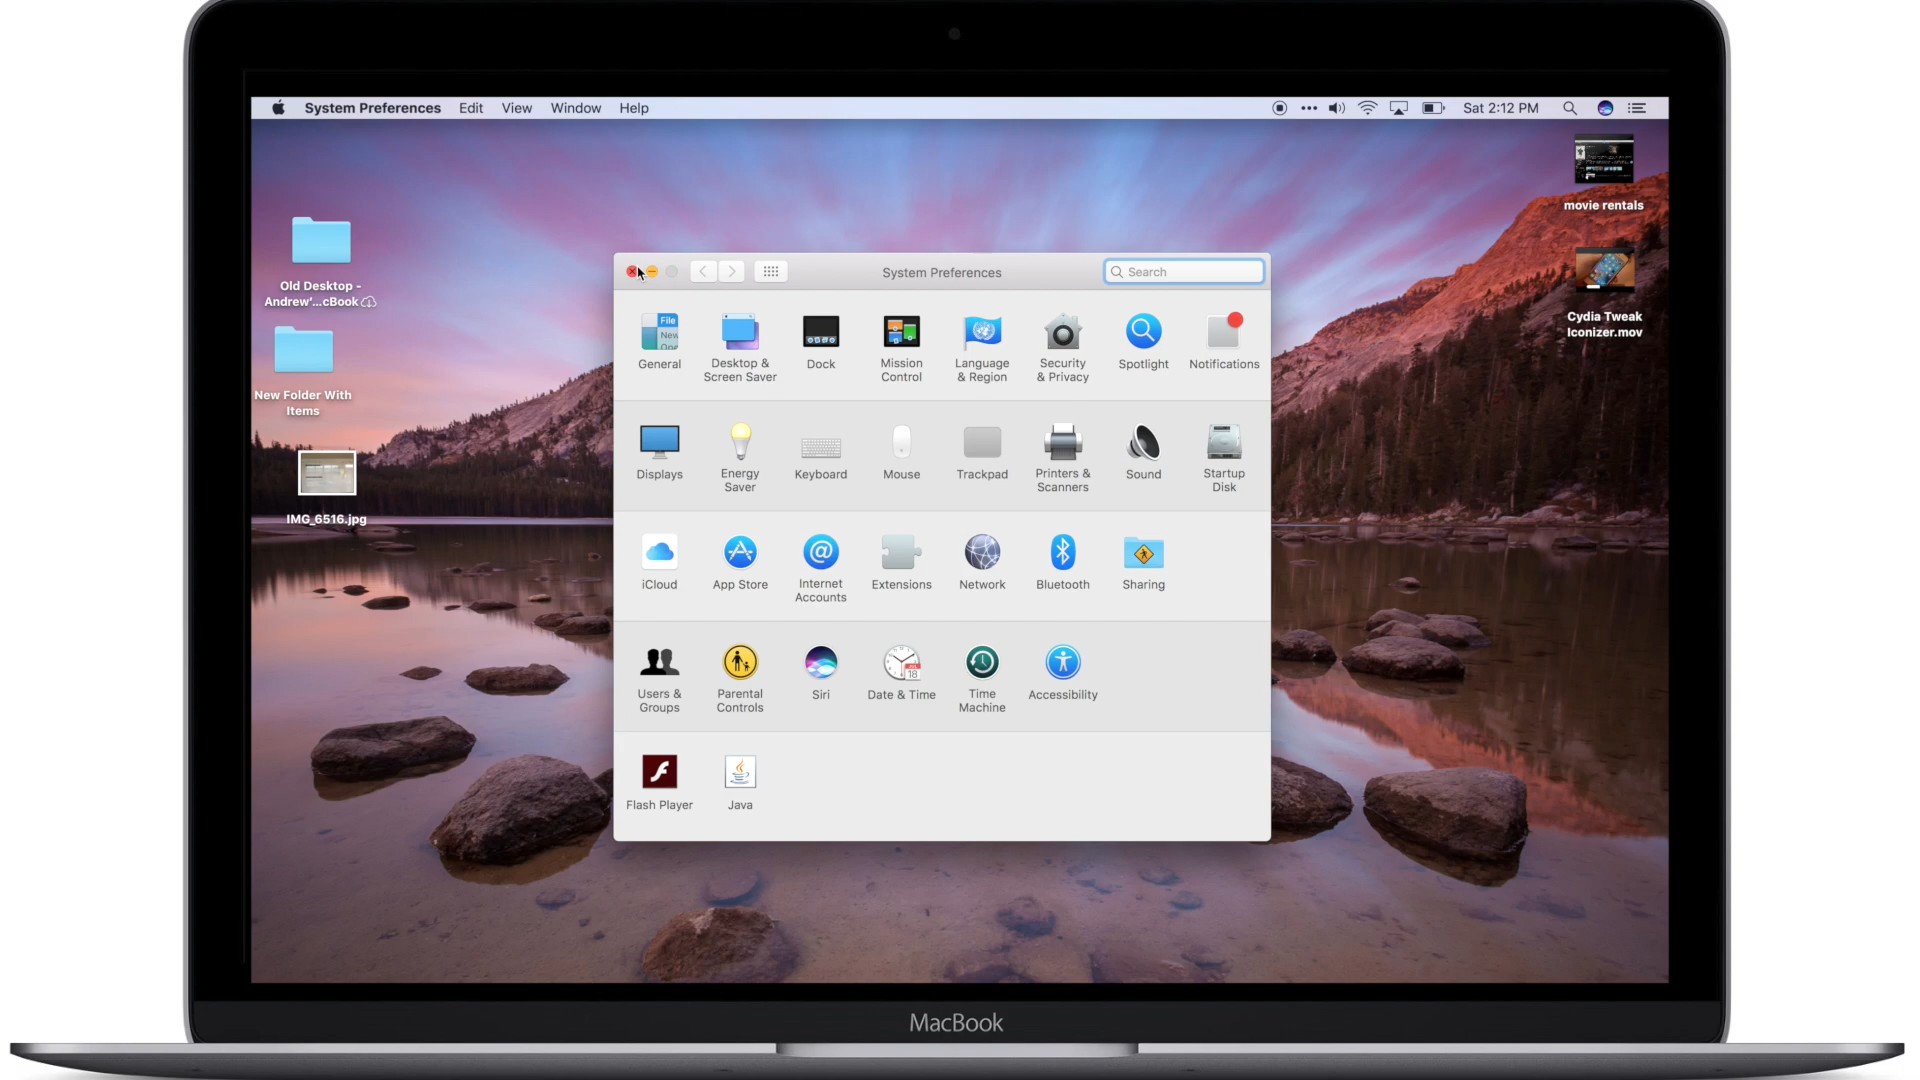 System Preferences Edit View Window Help Sat 2:12 PM
movie rentals
Old Desktop -
Andrew'...cBook
New Folder With
Items
IMG_6516.jpg
Cydia Tweak
Iconizer.mov
System Preferences
Search
File
New
General
Desktop &
Screen Saver
Dock
Mission
Control
Language
& Region
Security
& Privacy
Spotlight
Notifications
Displays
Energy
Saver
Keyboard
Mouse
Trackpad
Printers &
Scanners
Sound
Startup
Disk
iCloud
App Store
@
Internet
Accounts
Extensions
Network
Bluetooth
Sharing
Users &
Groups
Parental
Controls
Siri
18
Date & Time
Time
Machine
Accessibility
Flash Player
Java
MacBook